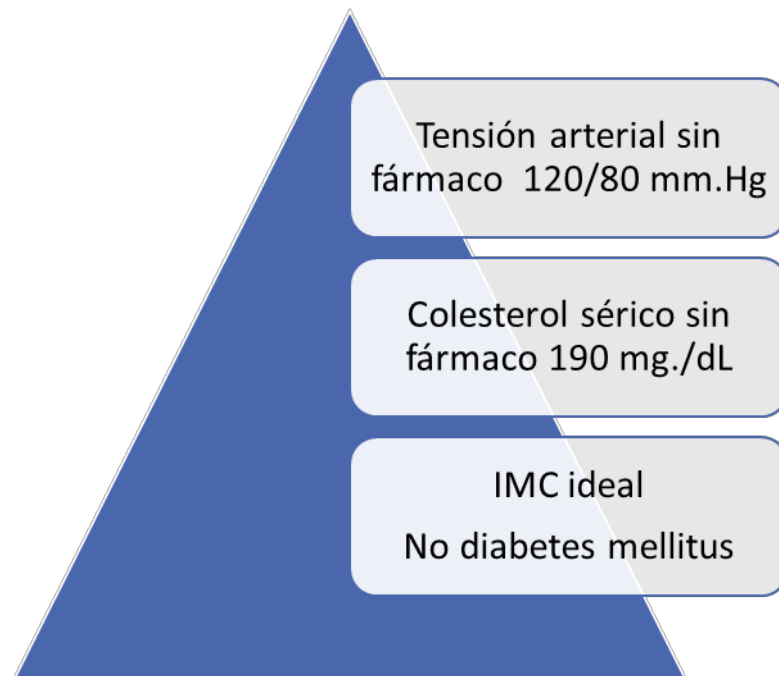 Tensión arterial sin
fármaco 120/80 mm.Hg
Colesterol sérico sin
fármaco 190 mg./dL
IMC ideal
No diabetes mellitus